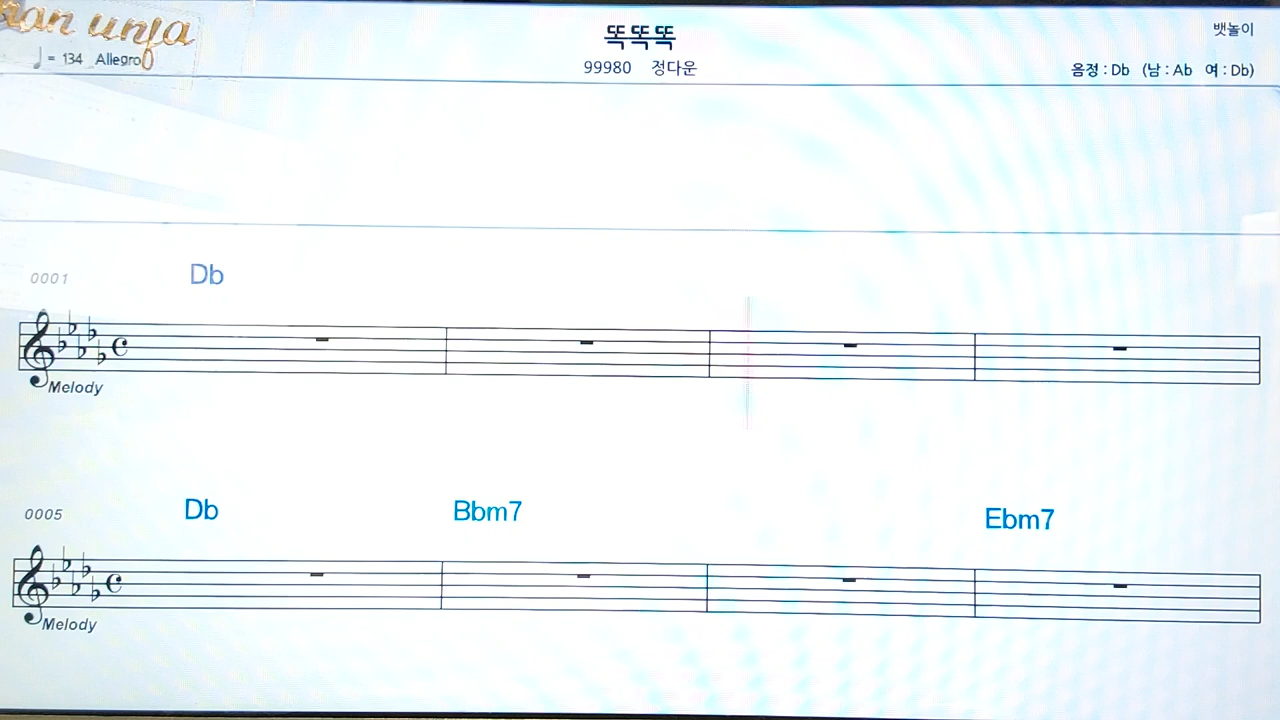 unja
똑똑똑
뱃놀이
♩ = 134 Allegro
99980 정다운
음정 : Db (남 : Ab 여 : Db)
0001 Db
Melody
0005 Db Bbm7 Ebm7
Melody